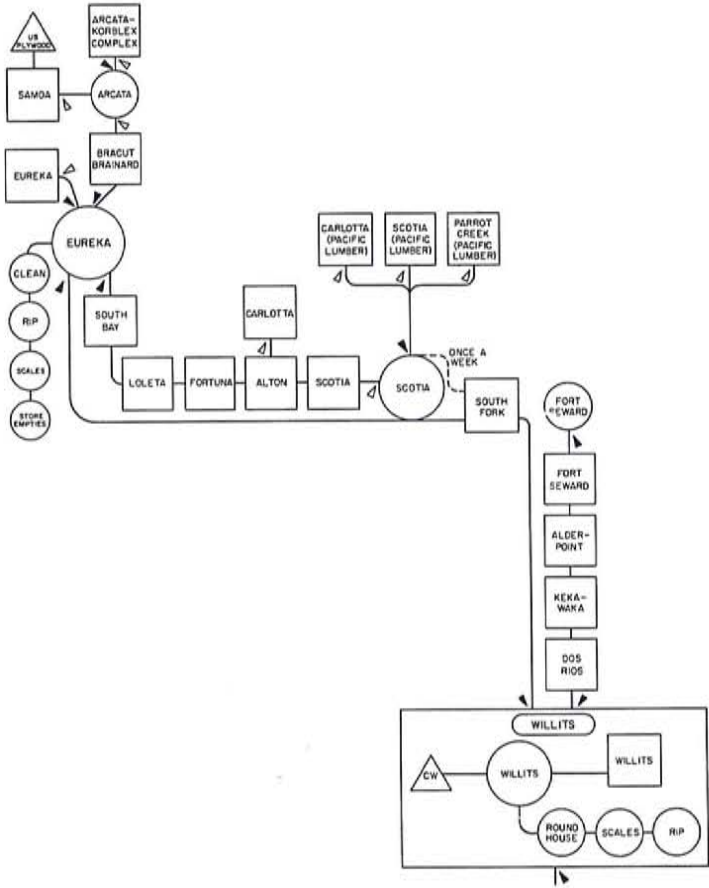 US
PLYWOOD
ARCATA-
KORBLEX
COMPLEX
SAMOA
ARCATA
BRACUT
BRAINARD
EUREKA
EUREKA
CLEAN
RIP
SCALES
STORE
EMPTIES
SOUTH
BAY
CARLOTTA
(PACIFIC
LUMBER)
SCOTIA
(PACIFIC
LUMBER)
PARROT
CREEK
(PACIFIC
LUMBER)
CARLOTTA
LOLETA
FORTUNA
ALTON
SCOTIA
SCOTIA
ONCE A
WEEK
SOUTH
FORK
FORT
SEWARD
FORT
SEWARD
ALDER-
POINT
KEKA-
WAKA
DOS
RIOS
WILLITS
CW
WILLITS
WILLITS
ROUND
HOUSE
SCALES
RIP